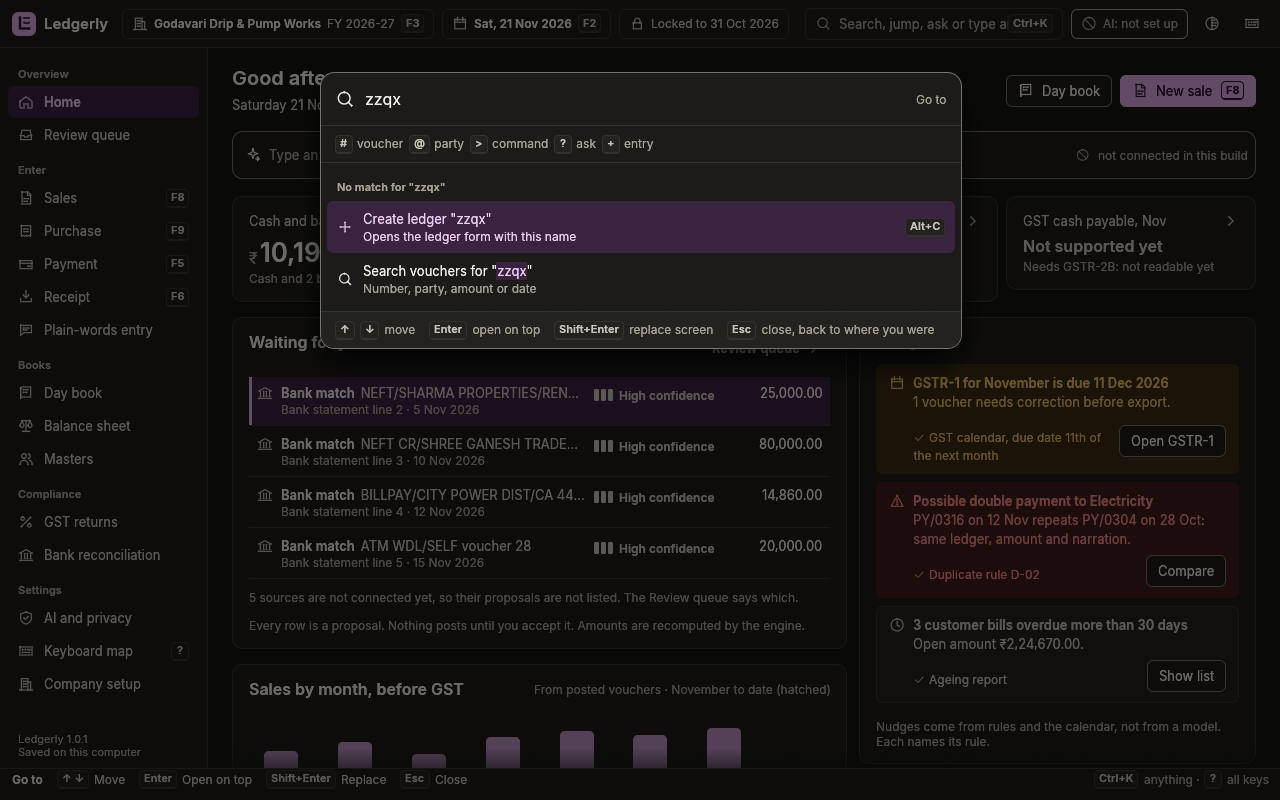 Ledgerly
Godavari Drip & Pump Works FY 2026-27 F3
Sat, 21 Nov 2026 F2
Locked to 31 Oct 2026
Search, jump, ask or type a Ctrl+K
AI: not set up
Overview
Home
Review queue
Enter
Sales F8
Purchase F9
Payment F5
Receipt F6
Plain-words entry
Books
Day book
Balance sheet
Masters
Compliance
GST returns
Bank reconciliation
Settings
AI and privacy
Keyboard map ?
Company setup
Ledgerly 1.0.1
Saved on this computer
Good afte
Saturday 21 No
Day book
New sale F8
Type an
not connected in this build
Cash and b
₹10,19
Cash and 2 b
GST cash payable, Nov
Not supported yet
Needs GSTR-2B: not readable yet
zzqx
Go to
# voucher @ party > command ? ask + entry
No match for "zzqx"
Create ledger "zzqx"
Opens the ledger form with this name
Alt+C
Search vouchers for "zzqx"
Number, party, amount or date
↑ ↓ move Enter open on top Shift+Enter replace screen Esc close, back to where you were
Waiting fo
Review queue
Bank match NEFT/SHARMA PROPERTIES/REN... High confidence 25,000.00
Bank statement line 2 · 5 Nov 2026
Bank match NEFT CR/SHREE GANESH TRADE... High confidence 80,000.00
Bank statement line 3 · 10 Nov 2026
Bank match BILLPAY/CITY POWER DIST/CA 44... High confidence 14,860.00
Bank statement line 4 · 12 Nov 2026
Bank match ATM WDL/SELF voucher 28 High confidence 20,000.00
Bank statement line 5 · 15 Nov 2026
5 sources are not connected yet, so their proposals are not listed. The Review queue says which.
Every row is a proposal. Nothing posts until you accept it. Amounts are recomputed by the engine.
Sales by month, before GST
From posted vouchers · November to date (hatched)
GSTR-1 for November is due 11 Dec 2026
1 voucher needs correction before export.
✓ GST calendar, due date 11th of
the next month
Open GSTR-1
Possible double payment to Electricity
PY/0316 on 12 Nov repeats PY/0304 on 28 Oct:
same ledger, amount and narration.
✓ Duplicate rule D-02
Compare
3 customer bills overdue more than 30 days
Open amount ₹2,24,670.00.
✓ Ageing report
Show list
Nudges come from rules and the calendar, not from a model.
Each names its rule.
Go to ↑↓ Move Enter Open on top Shift+Enter Replace Esc Close
Ctrl+K anything · ? all keys